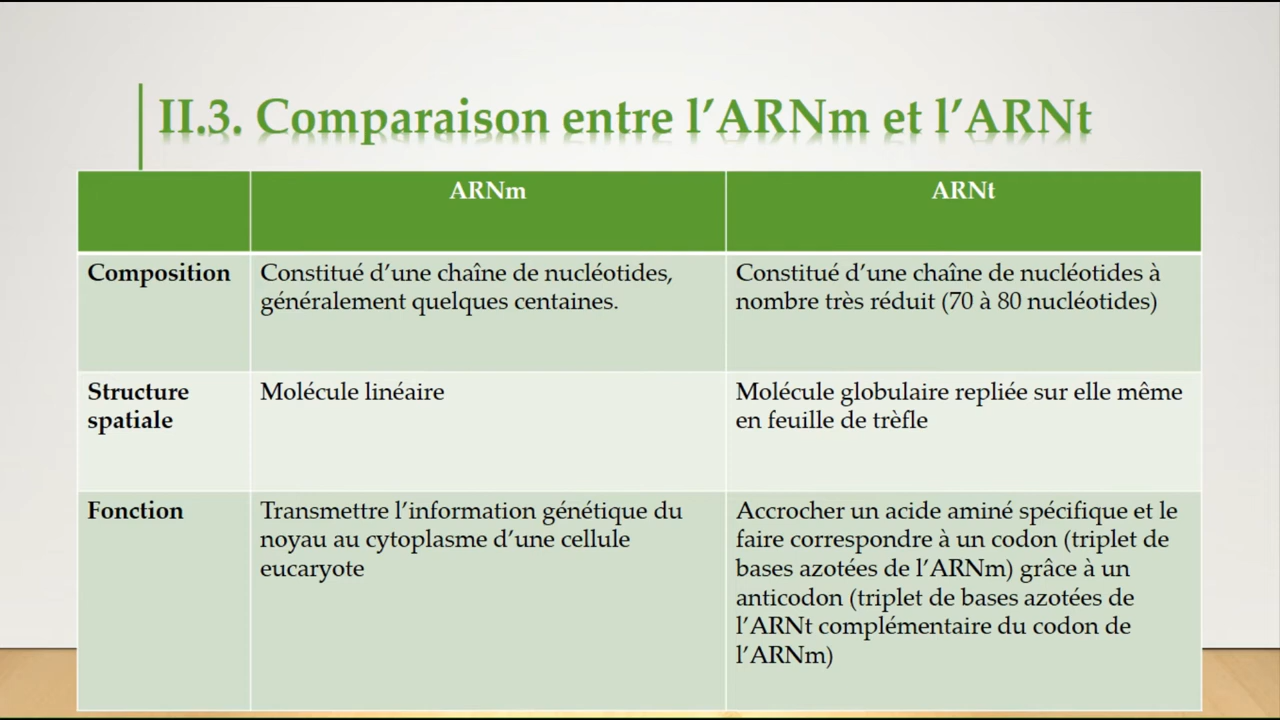 II.3. Comparaison entre l’ARNm et l’ARNt
ARNm
ARNt
Composition
Constitué d’une chaîne de nucléotides,
généralement quelques centaines.
Constitué d’une chaîne de nucléotides à
nombre très réduit (70 à 80 nucléotides)
Structure
spatiale
Molécule linéaire
Molécule globulaire repliée sur elle même
en feuille de trèfle
Fonction
Transmettre l’information génétique du
noyau au cytoplasme d’une cellule
eucaryote
Accrocher un acide aminé spécifique et le
faire correspondre à un codon (triplet de
bases azotées de l’ARNm) grâce à un
anticodon (triplet de bases azotées de
l’ARNt complémentaire du codon de
l’ARNm)